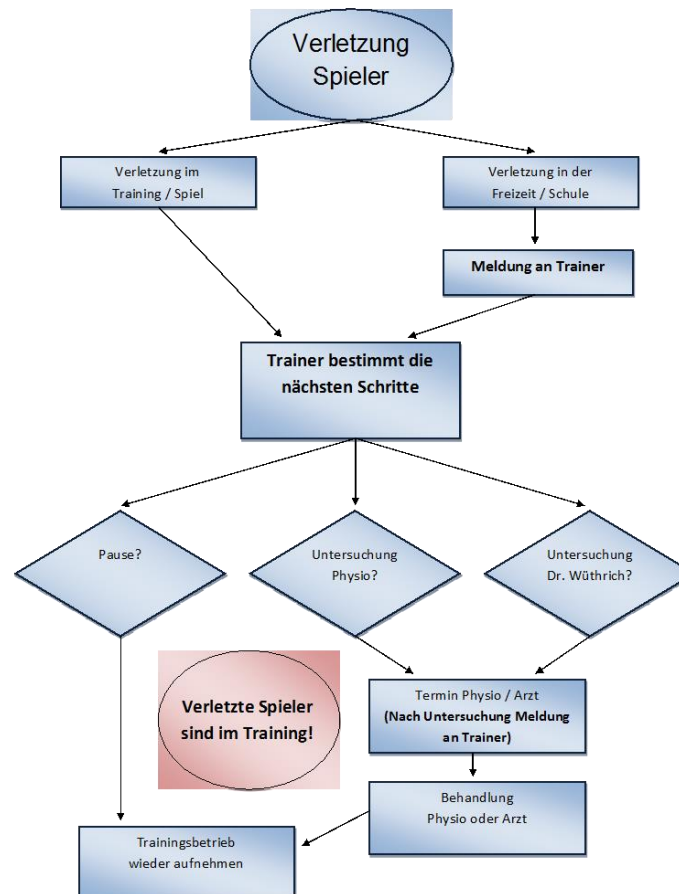 Verletzung
Spieler
Verletzung im
Training / Spiel
Verletzung in der
Freizeit / Schule
Meldung an Trainer
Trainer bestimmt die
nächsten Schritte
Pause?
Untersuchung
Physio?
Untersuchung
Dr. Wüthrich?
Verletzte Spieler
sind im Training!
Termin Physio / Arzt
(Nach Untersuchung Meldung
an Trainer)
Behandlung
Physio oder Arzt
Trainingsbetrieb
wieder aufnehmen